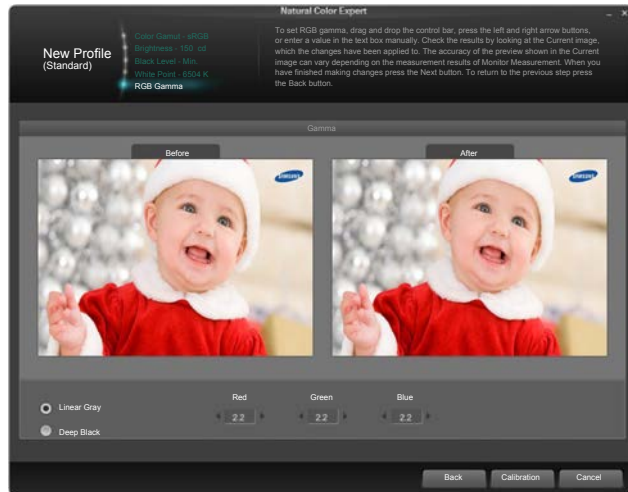 Natural Color Expert
New Profile
(Standard)
Color Gamut - sRGB
Brightness - 150 cd
Black Level - Min.
White Point - 6504 K
RGB Gamma
To set RGB gamma, drag and drop the control bar, press the left and right arrow buttons,
or enter a value in the text box manually. Check the results by looking at the Current image,
which the changes have been applied to. The accuracy of the preview shown in the Current
image can vary depending on the measurement results of Monitor Measurement. When you
have finished making changes press the Next button. To return to the previous step press
the Back button.
Gamma
Before
After
SAMSUNG
SAMSUNG
Red
Green
Blue
Linear Gray
2.2
2.2
2.2
Deep Black
Back
Calibration
Cancel